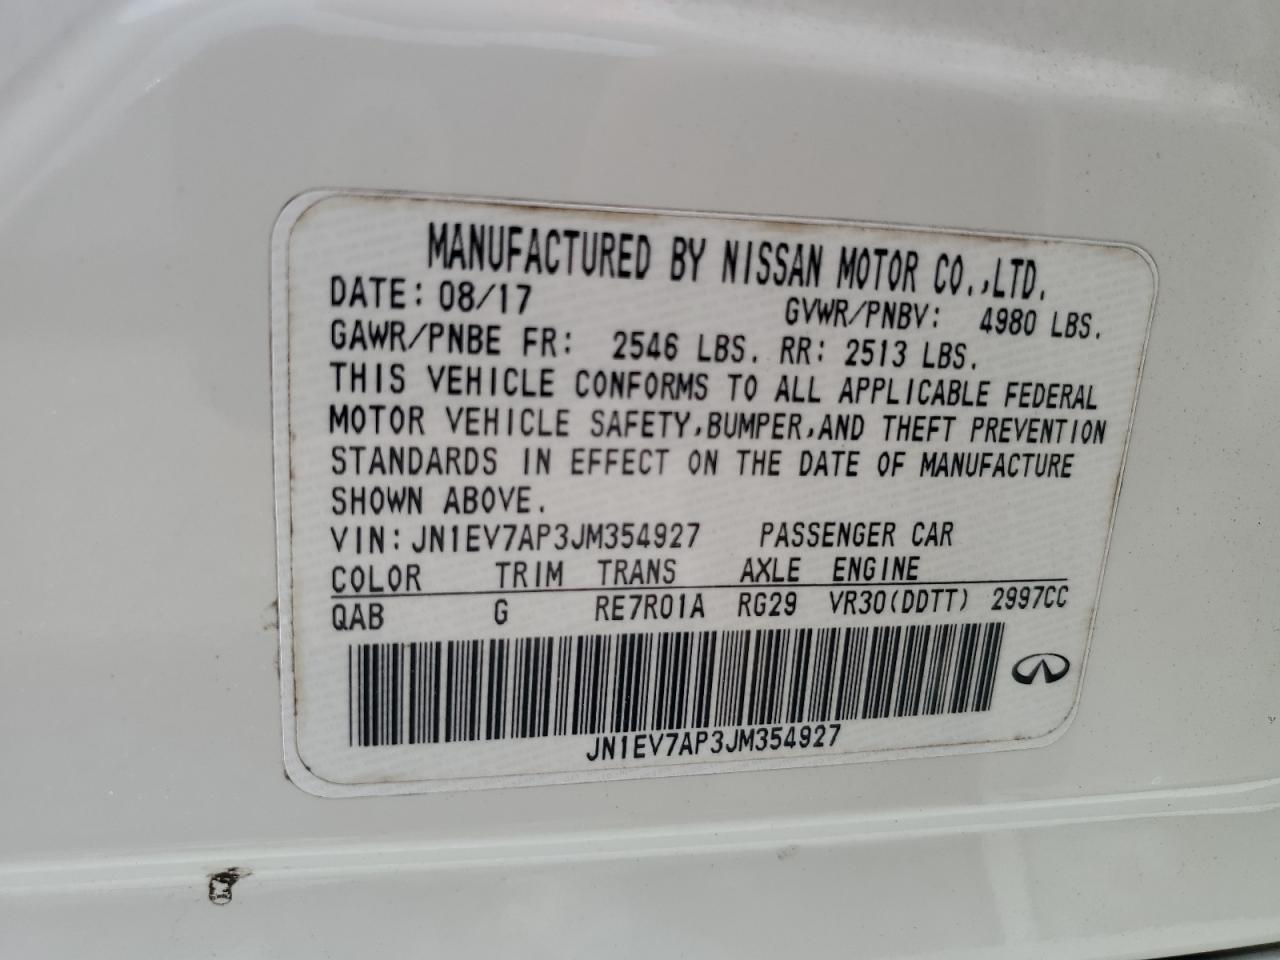 MANUFACTURED BY NISSAN MOTOR CO.,LTD.
DATE: 08/17 GVWR/PNBV: 4980 LBS.
GAWR/PNBE FR: 2546 LBS. RR: 2513 LBS.
THIS VEHICLE CONFORMS TO ALL APPLICABLE FEDERAL
MOTOR VEHICLE SAFETY,BUMPER,AND THEFT PREVENTION
STANDARDS IN EFFECT ON THE DATE OF MANUFACTURE
SHOWN ABOVE.
VIN: JN1EV7AP3JM354927 PASSENGER CAR
COLOR TRIM TRANS AXLE ENGINE
QAB G RE7R01A RG29 VR30(DDTT) 2997CC
JN1EV7AP3JM354927